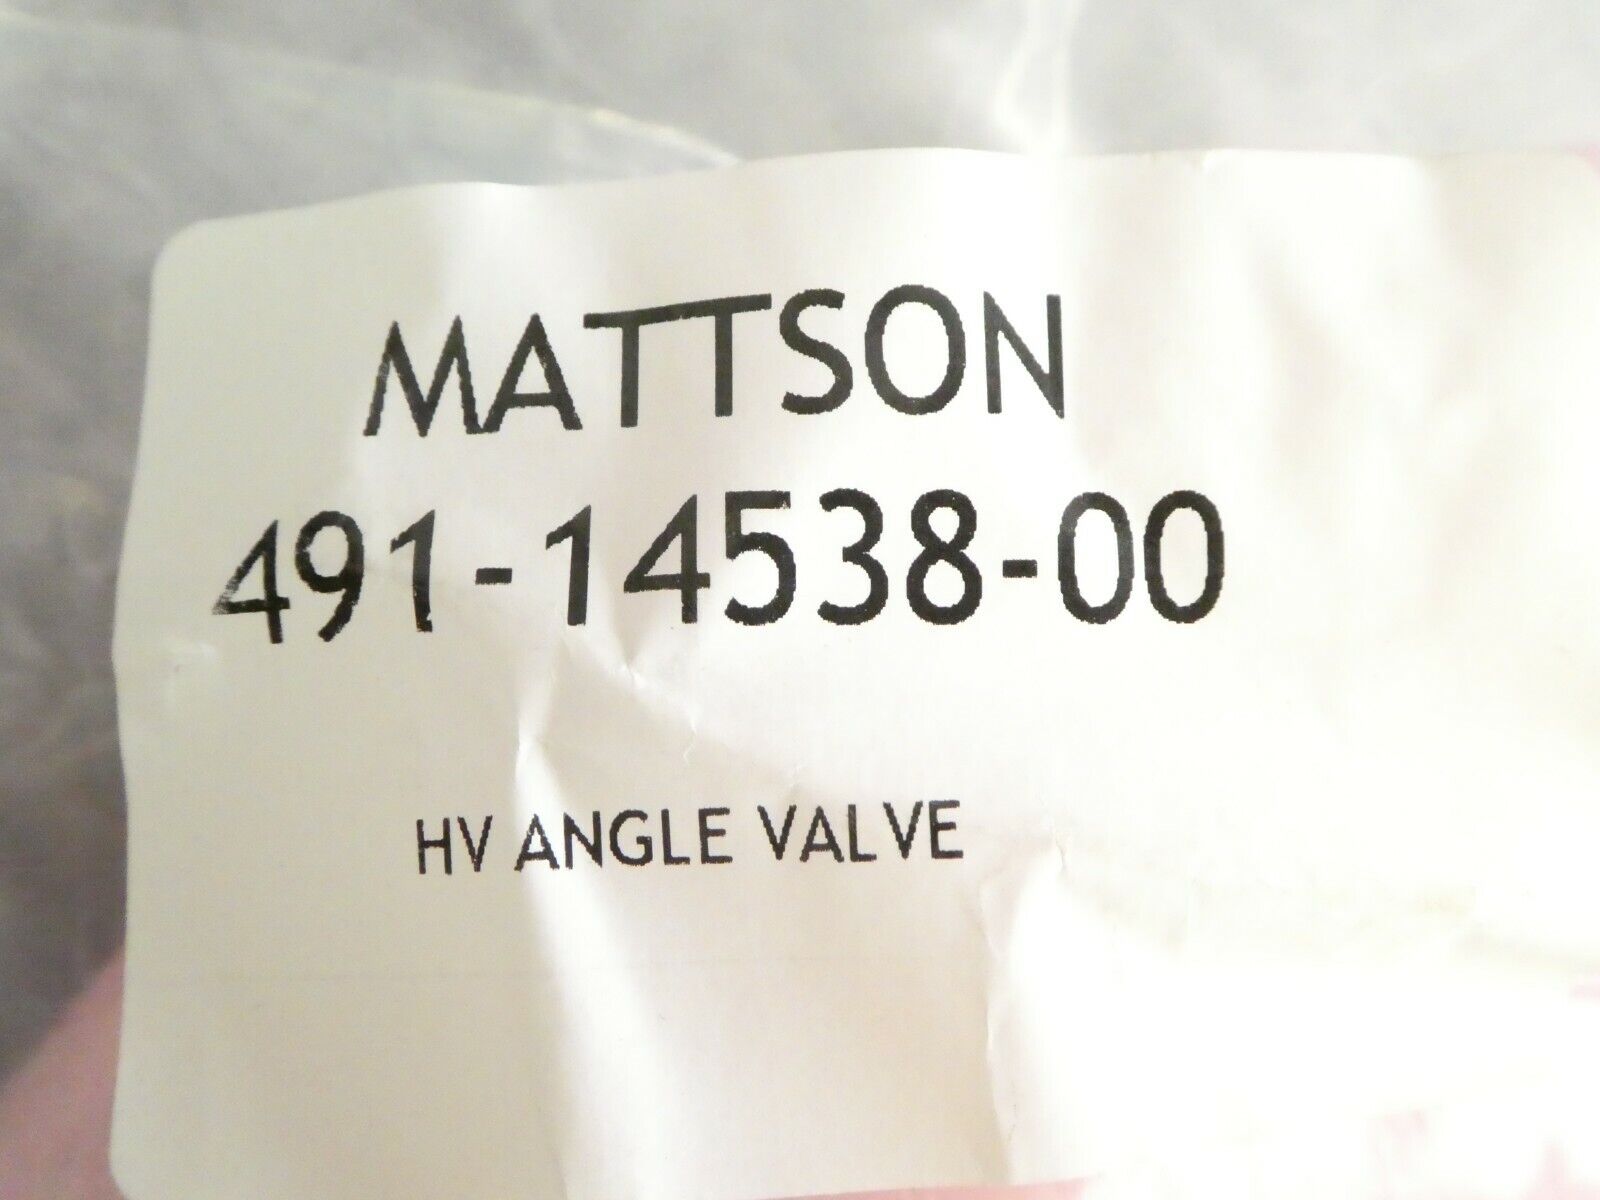 MATTSON
491-14538-00
HV ANGLE VALVE